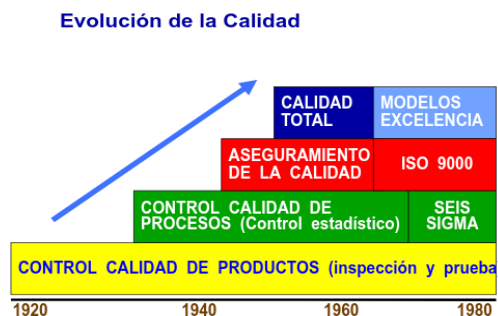 Evolución de la Calidad
CALIDAD
TOTAL
MODELOS
EXCELENCIA
ASEGURAMIENTO
DE LA CALIDAD
ISO 9000
CONTROL CALIDAD DE
PROCESOS (Control estadístico)
SEIS
SIGMA
CONTROL CALIDAD DE PRODUCTOS (inspección y prueba
1920 1940 1960 1980